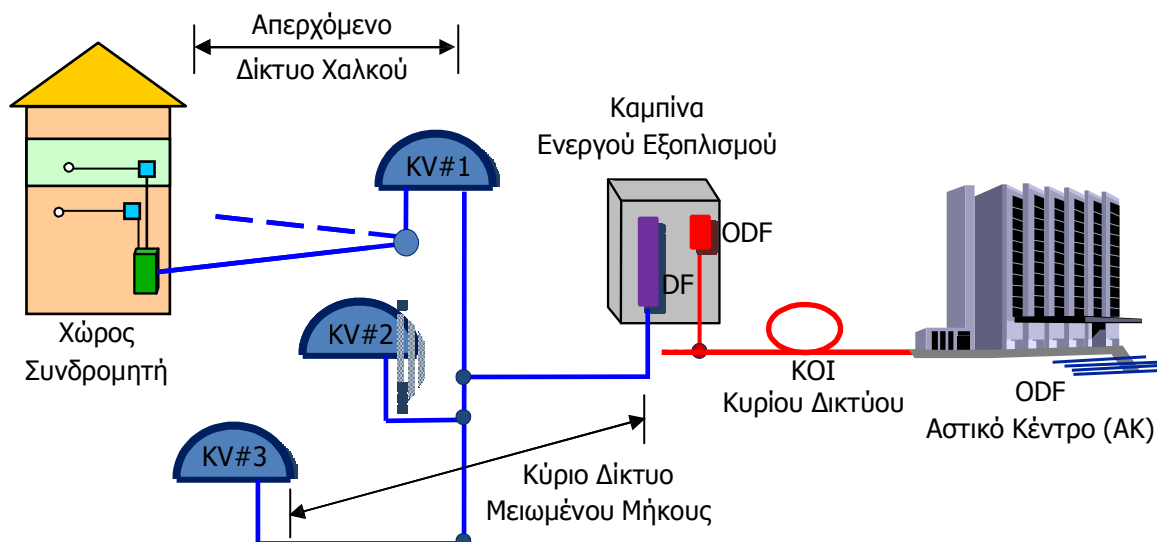 Απερχόμενο
Δίκτυο Χαλκού
Καμπίνα
Ενεργού Εξοπλισμού
KV#1
ODF
DF
Χώρος
Συνδρομητή
KV#2
ΚΟΙ
Κυρίου Δικτύου
ODF
Αστικό Κέντρο (ΑΚ)
KV#3
Κύριο Δίκτυο
Μειωμένου Μήκους